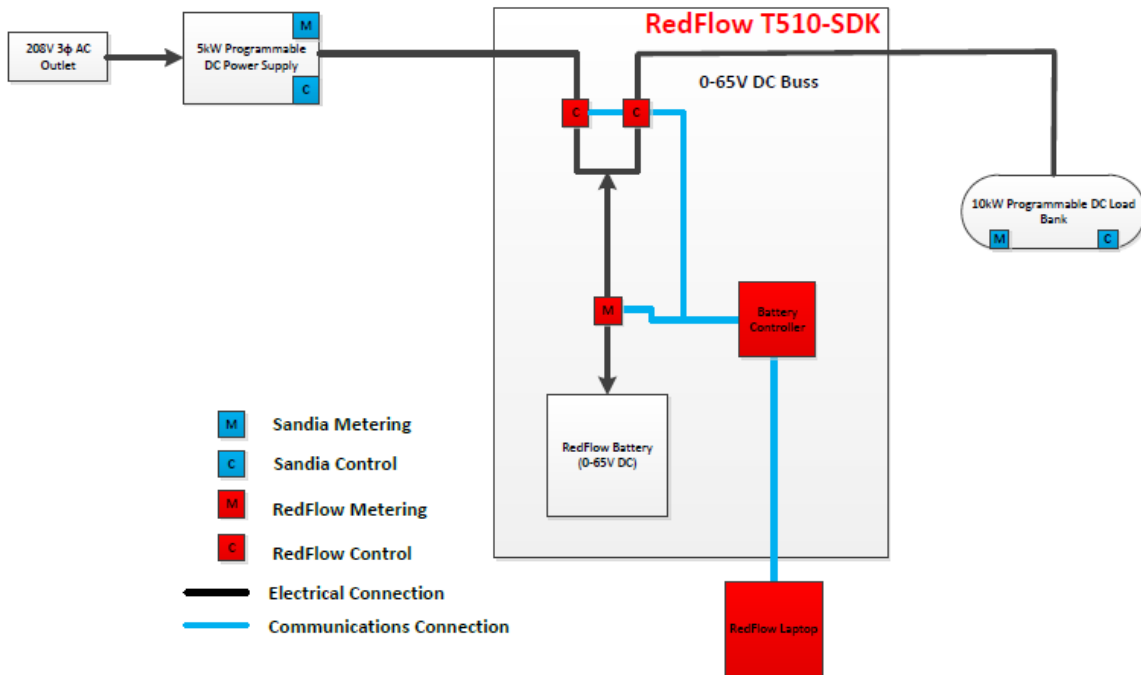 RedFlow T510-SDK
208V 3ϕ AC
Outlet
5kW Programmable
DC Power Supply
M
C
0-65V DC Buss
C
C
10kW Programmable DC Load
Bank
M
C
M
Battery
Controller
RedFlow Battery
(0-65V DC)
M
Sandia Metering
C
Sandia Control
M
RedFlow Metering
C
RedFlow Control
Electrical Connection
Communications Connection
RedFlow Laptop